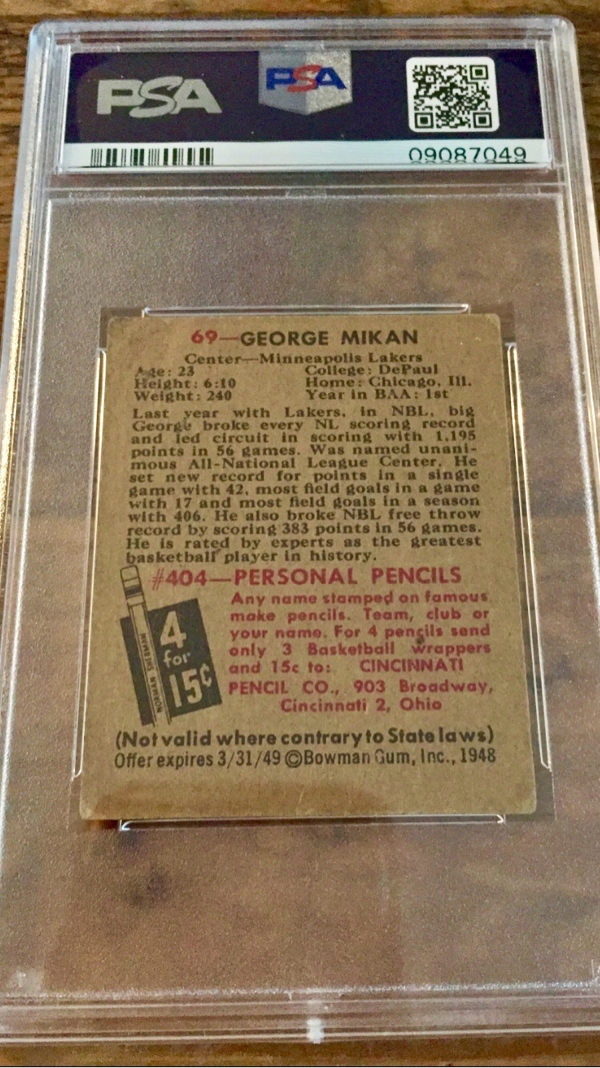 PSA PSA
09087049
69—GEORGE MIKAN
Center—Minneapolis Lakers
Age: 23 College: DePaul
Height: 6:10 Home: Chicago, Ill.
Weight: 240 Year in BAA: 1st
Last year with Lakers, in NBL, big
George broke every NL scoring record
and led circuit in scoring with 1,195
points in 56 games. Was named unani-
mous All-National League Center. He
set new record for points in a single
game with 42, most field goals in a game
with 17 and most field goals in a season
with 406. He also broke NBL free throw
record by scoring 383 points in 56 games.
He is rated by experts as the greatest
basketball player in history.
#404—PERSONAL PENCILS
Any name stamped on famous
make pencils. Team, club or
your name. For 4 pencils send
only 3 Basketball wrappers
and 15c to: CINCINNATI
PENCIL CO., 903 Broadway,
Cincinnati 2, Ohio
NORMAN SHERMAN
4
for
15¢
(Not valid where contrary to State laws)
Offer expires 3/31/49 ©Bowman Gum, Inc., 1948